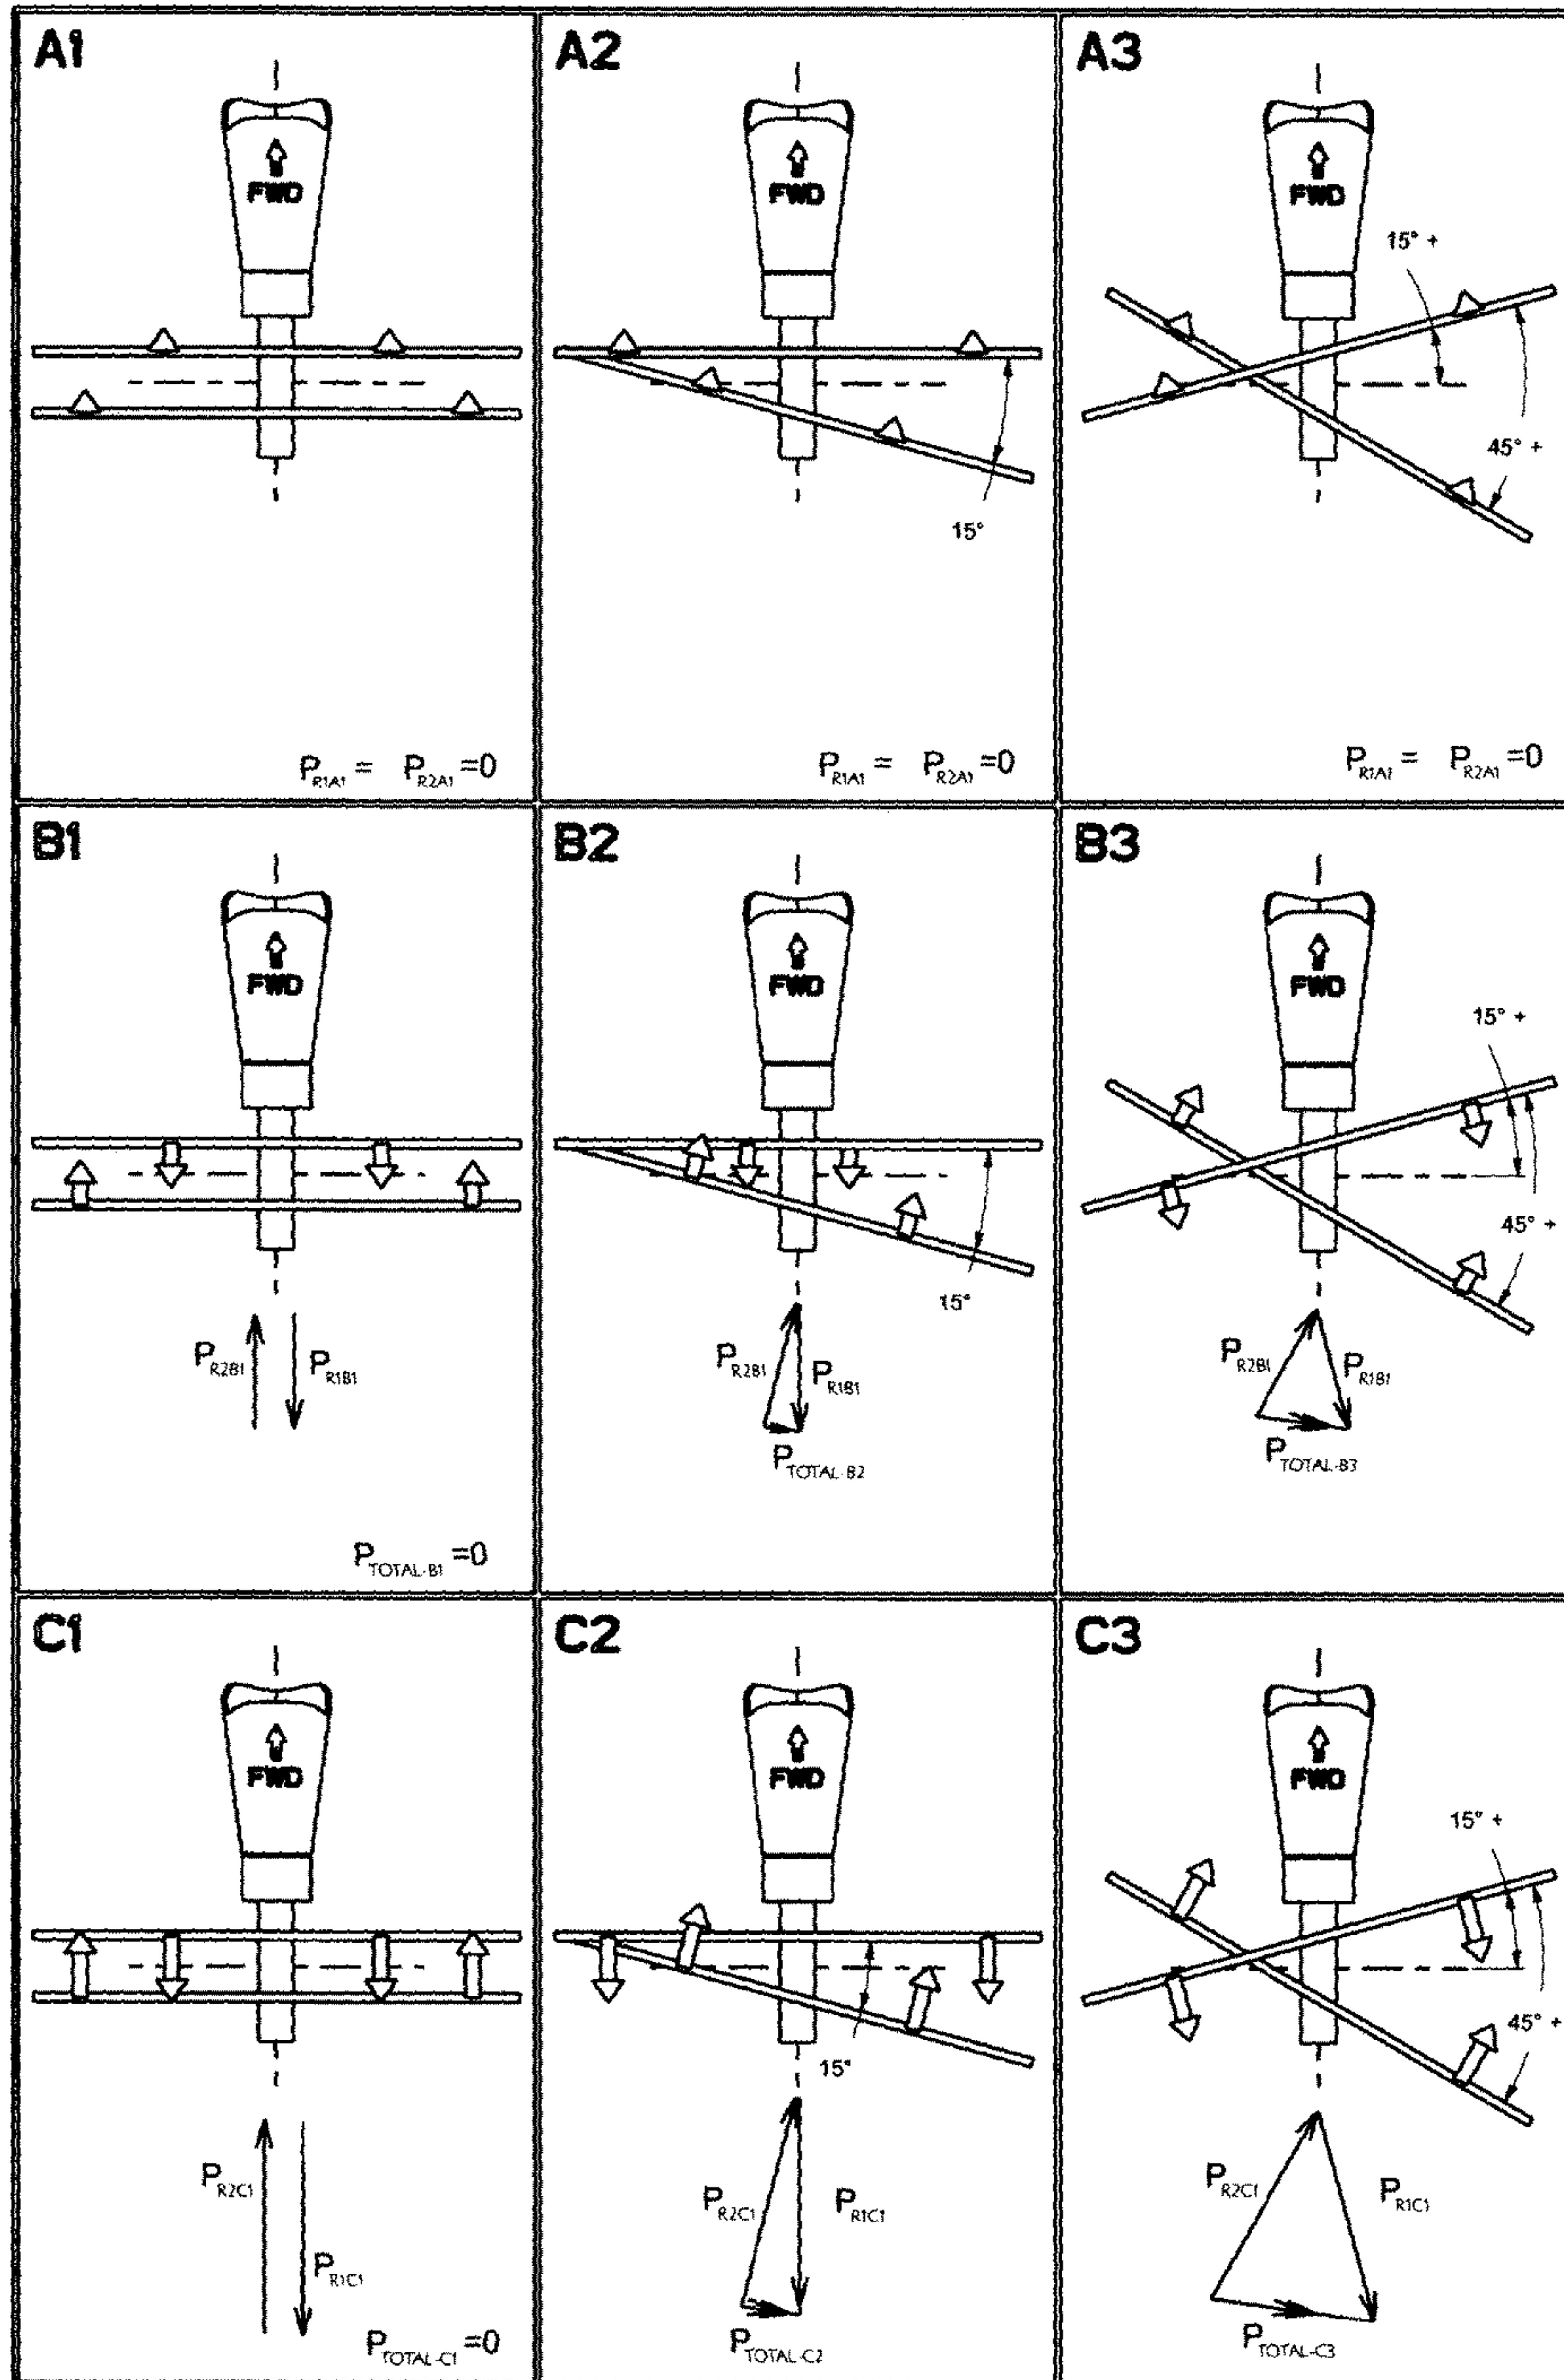 A1
FWD
P_R1A1 = P_R2A1 =0
A2
FWD
15°
P_R1A1 = P_R2A1 =0
A3
FWD
15° +
45° +
P_R1A1 = P_R2A1 =0
B1
FWD
P_R2B1 P_R1B1
P_TOTAL-B1 =0
B2
FWD
15°
P_R2B1 P_R1B1
P_TOTAL-B2
B3
FWD
15° +
45° +
P_R2B1 P_R1B1
P_TOTAL-B3
C1
FWD
P_R2C1
P_R1C1
P_TOTAL-C1 =0
C2
FWD
15°
P_R2C1 P_R1C1
P_TOTAL-C2
C3
FWD
15° +
45° +
P_R2C1 P_R1C1
P_TOTAL-C3